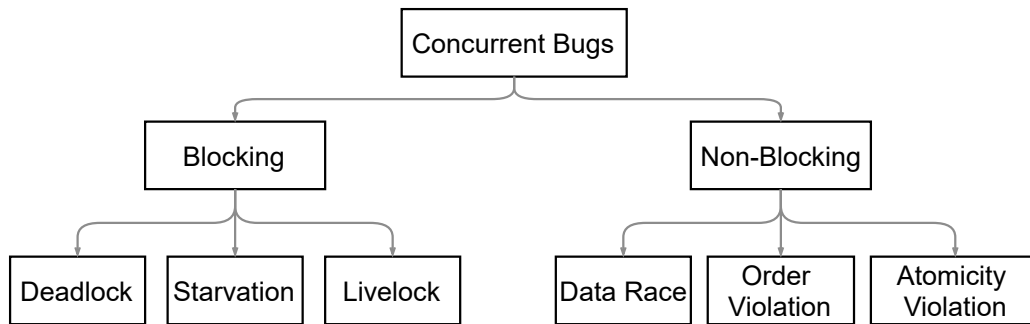 Concurrent Bugs
Blocking
Non-Blocking
Deadlock
Starvation
Livelock
Data Race
Order
Violation
Atomicity
Violation